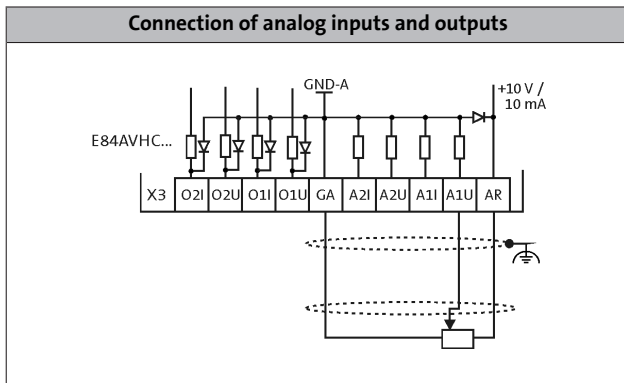 Connection of analog inputs and outputs
GND-A
+10 V /
10 mA
E84AVHC...
X3 O2I O2U O1I O1U GA A2I A2U A1I A1U AR